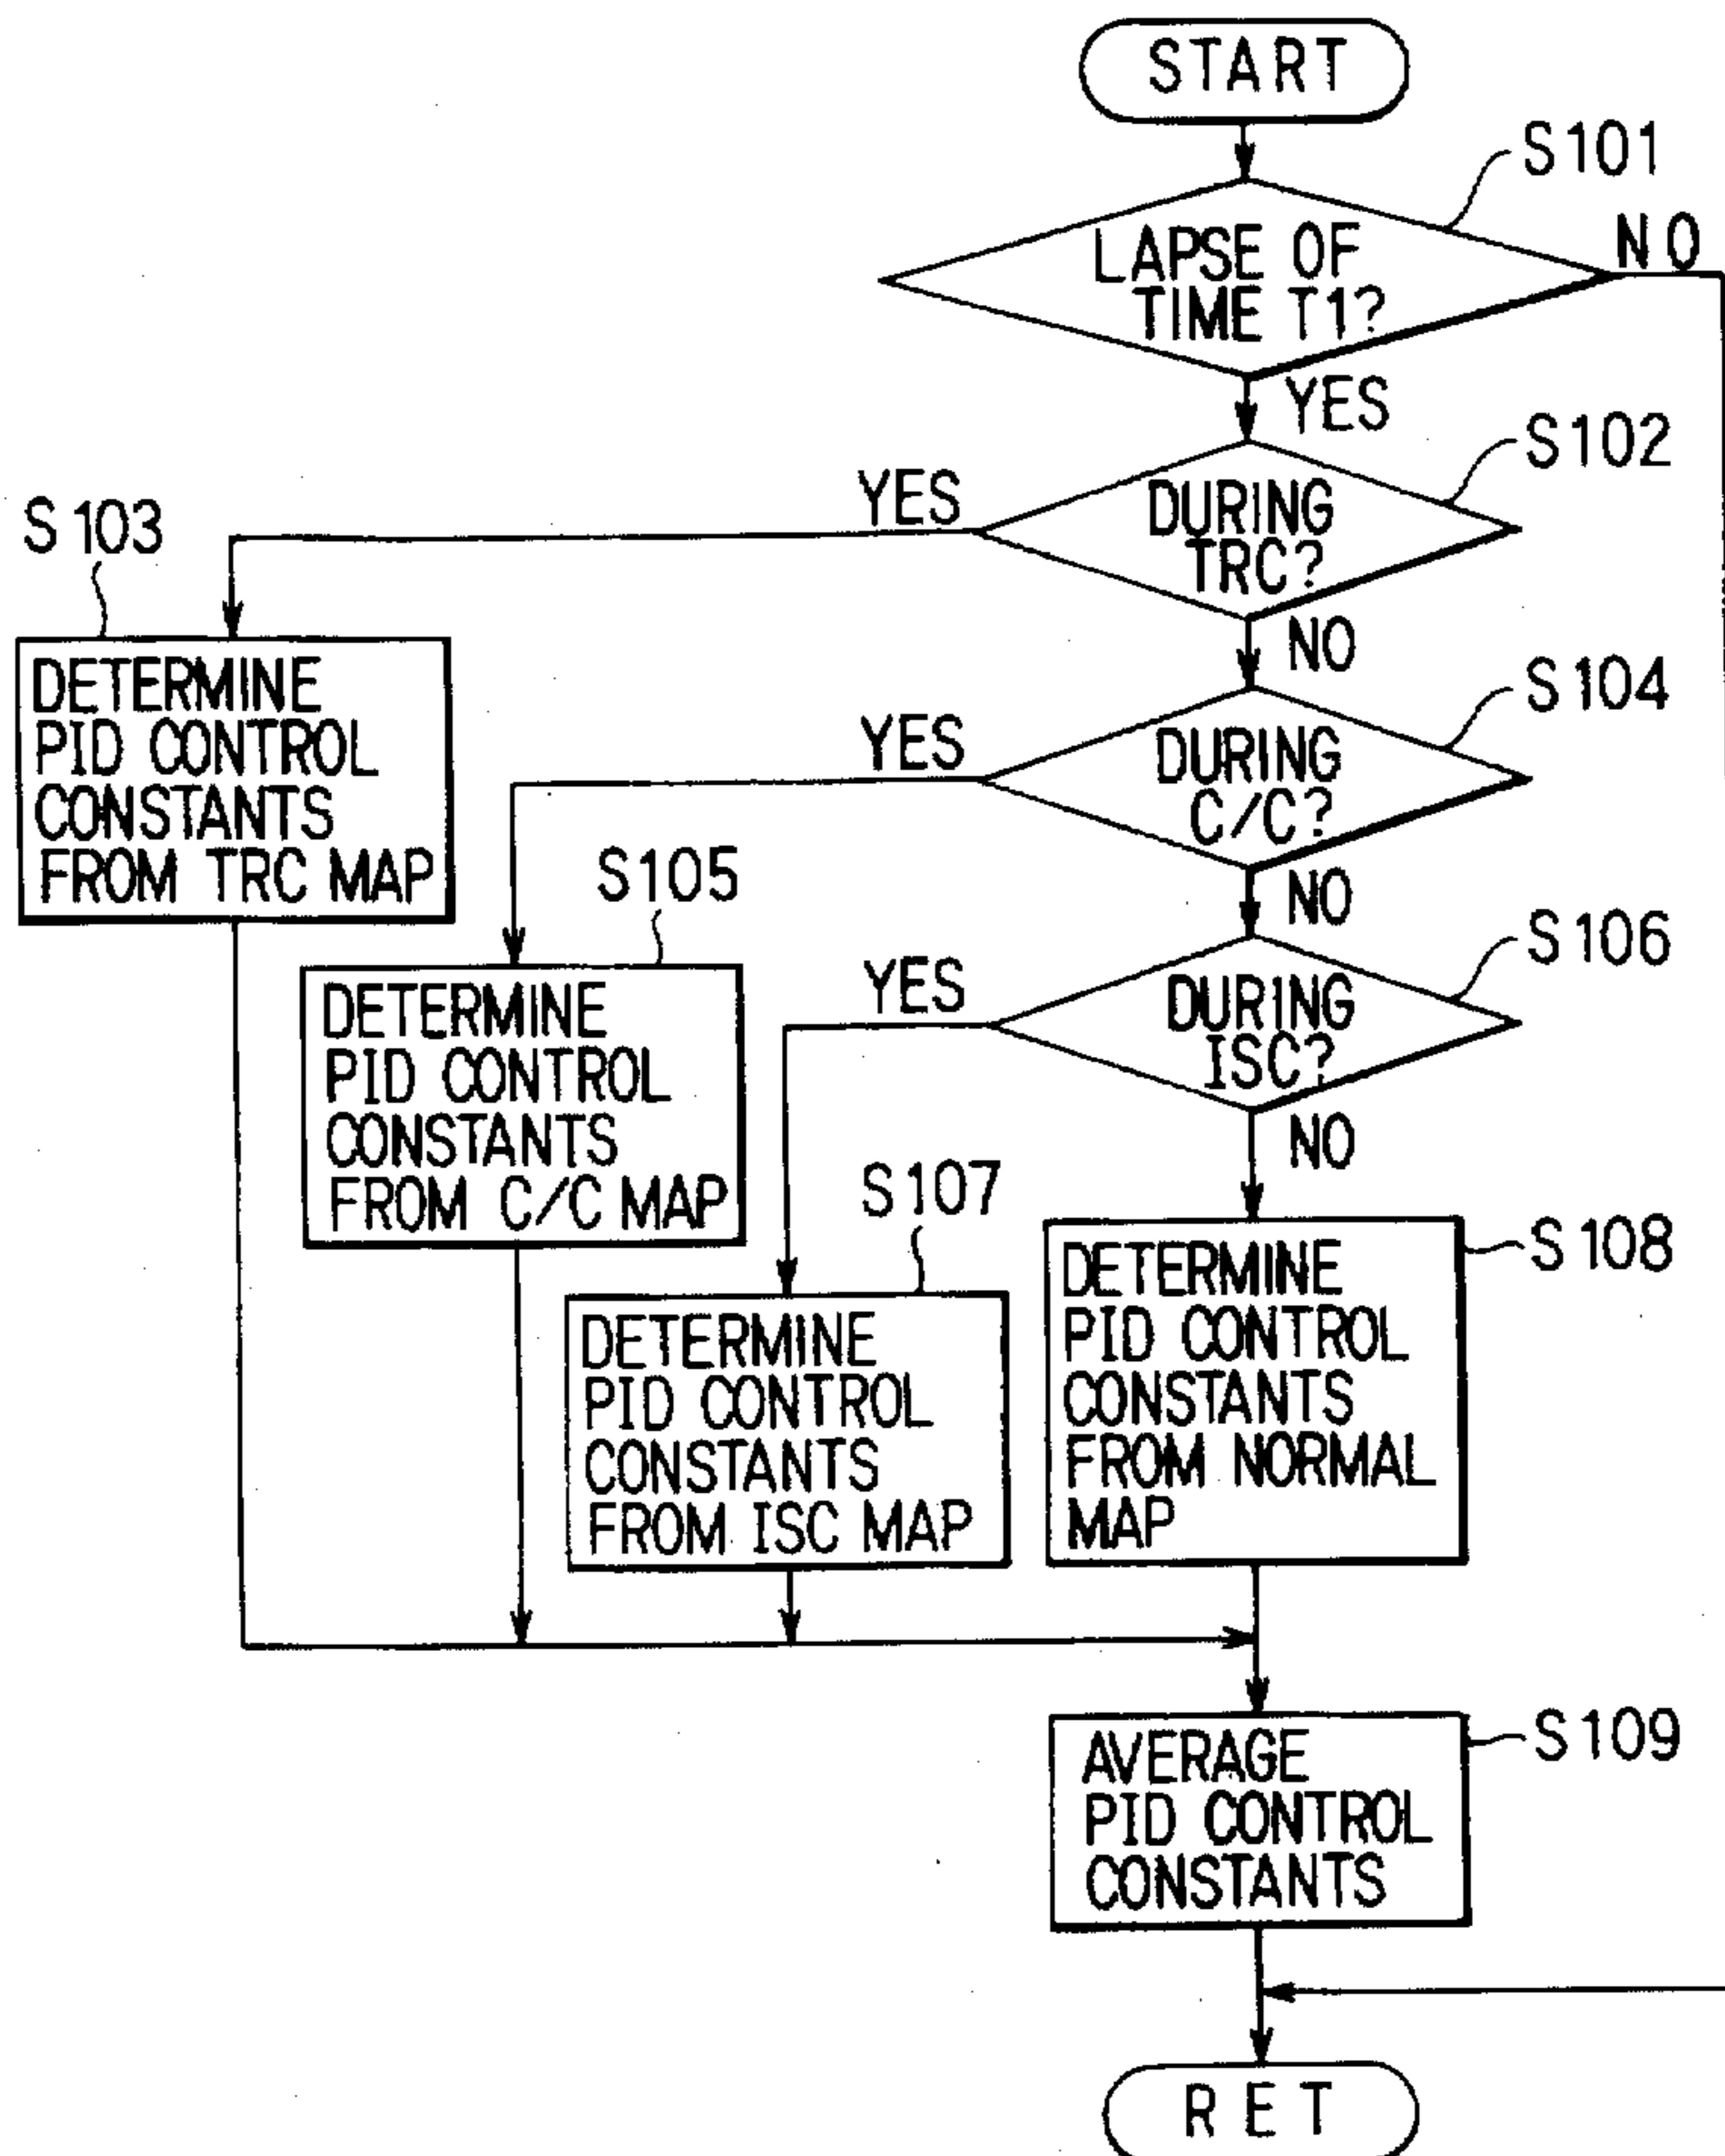 START
S101
LAPSE OF
TIME T1?
NO
YES
S102
DURING
TRC?
YES
NO
S103
DETERMINE
PID CONTROL
CONSTANTS
FROM TRC MAP
S104
DURING
C/C?
YES
NO
S105
DETERMINE
PID CONTROL
CONSTANTS
FROM C/C MAP
S106
DURING
ISC?
YES
NO
S107
DETERMINE
PID CONTROL
CONSTANTS
FROM ISC MAP
S108
DETERMINE
PID CONTROL
CONSTANTS
FROM NORMAL
MAP
S109
AVERAGE
PID CONTROL
CONSTANTS
RET